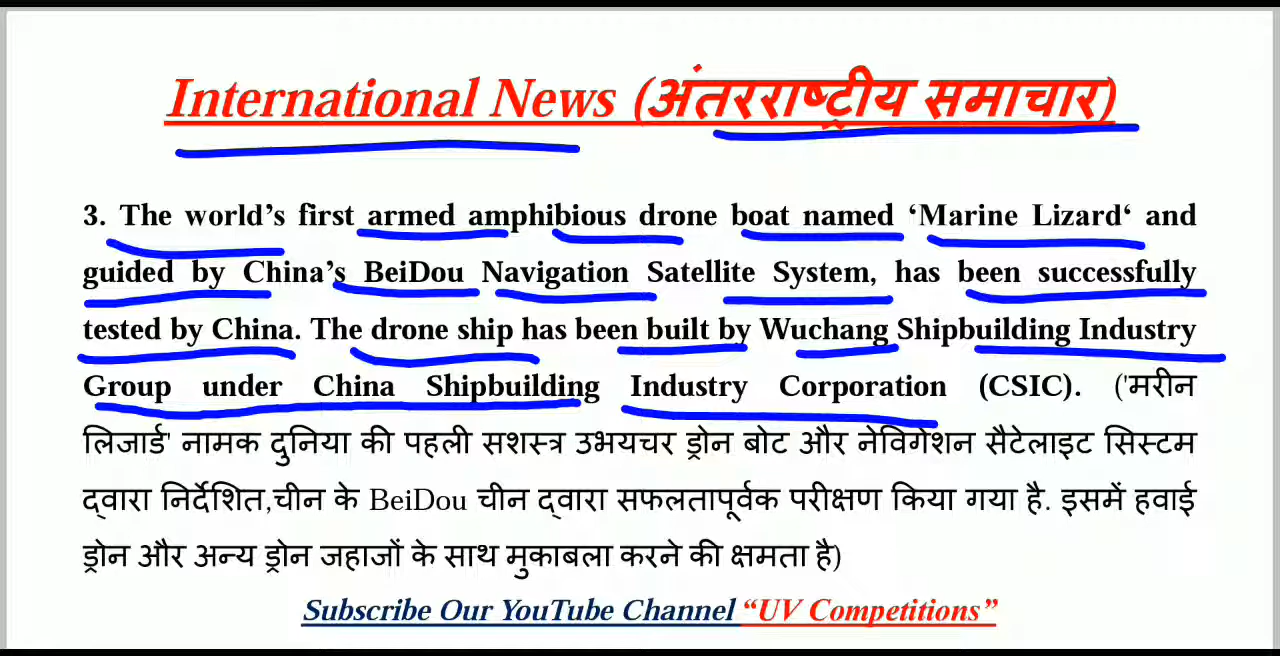 International News (अंतरराष्ट्रीय समाचार)
3. The world’s first armed amphibious drone boat named ‘Marine Lizard‘ and
guided by China’s BeiDou Navigation Satellite System, has been successfully
tested by China. The drone ship has been built by Wuchang Shipbuilding Industry
Group under China Shipbuilding Industry Corporation (CSIC). ('मरीन
लिजार्ड' नामक दुनिया की पहली सशस्त्र उभयचर ड्रोन बोट और नेविगेशन सैटेलाइट सिस्टम
द्वारा निर्देशित,चीन के BeiDou चीन द्वारा सफलतापूर्वक परीक्षण किया गया है. इसमें हवाई
ड्रोन और अन्य ड्रोन जहाजों के साथ मुकाबला करने की क्षमता है)
Subscribe Our YouTube Channel “UV Competitions”